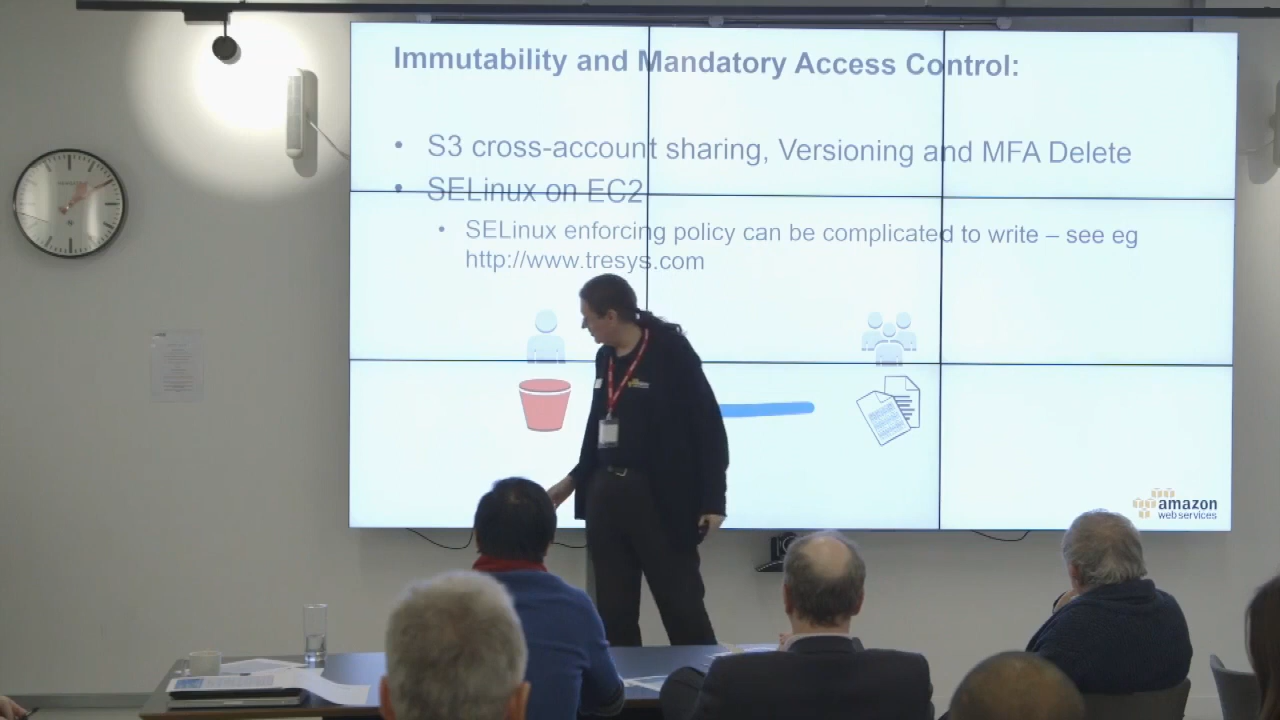 Immutability and Mandatory Access Control:
• S3 cross-account sharing, Versioning and MFA Delete
• SELinux on EC2
• SELinux enforcing policy can be complicated to write – see eg
http://www.tresys.com
amazon
web services